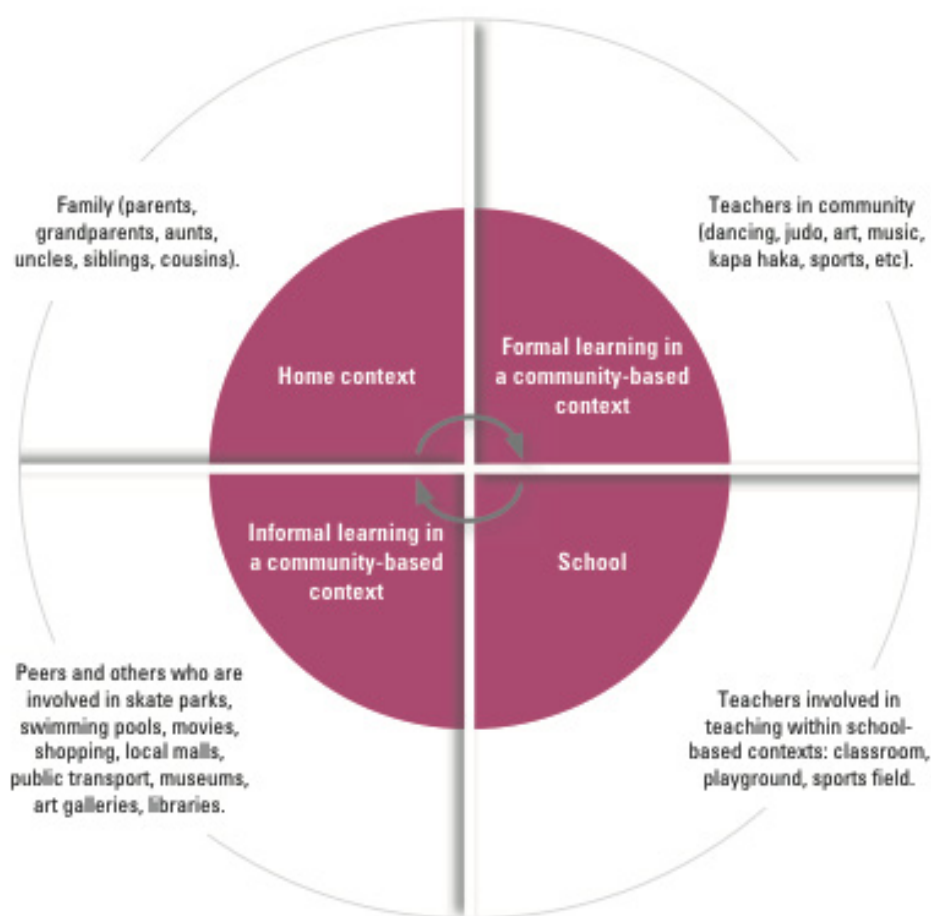 Family (parents,
grandparents, aunts,
uncles, siblings, cousins).
Teachers in community
(dancing, judo, art, music,
kapa haka, sports, etc).
Home context
Formal learning in
a community-based
context
Informal learning in
a community-based
context
School
Peers and others who are
involved in skate parks,
swimming pools, movies,
shopping, local malls,
public transport, museums,
art galleries, libraries.
Teachers involved in
teaching within school-
based contexts: classroom,
playground, sports field.